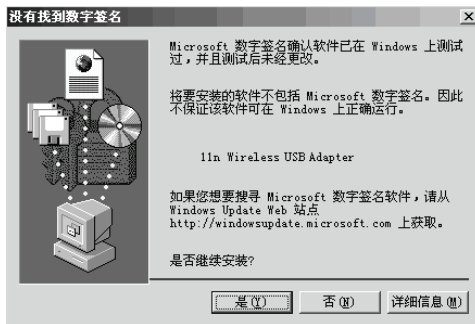 没有找到数字签名
Microsoft 数字签名确认软件已在 Windows 上测试
过，并且测试后未经更改。
将要安装的软件不包括 Microsoft 数字签名。因此
不保证该软件可在 Windows 上正确运行。
11n Wireless USB Adapter
如果您想要搜寻 Microsoft 数字签名软件，请从
Windows Update Web 站点
http://windowsupdate.microsoft.com 上获取。
是否继续安装?
是(Y)
否(N)
详细信息(M)